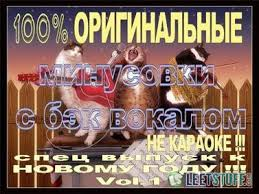 100% ОРИГИНАЛЬНЫЕ
минусовки
с бэк вокалом
НЕ КАРАОКЕ !!!
спец выпуск к
НОВОМУ ГОДУ !!!
Vol.1
LEETSTUFF